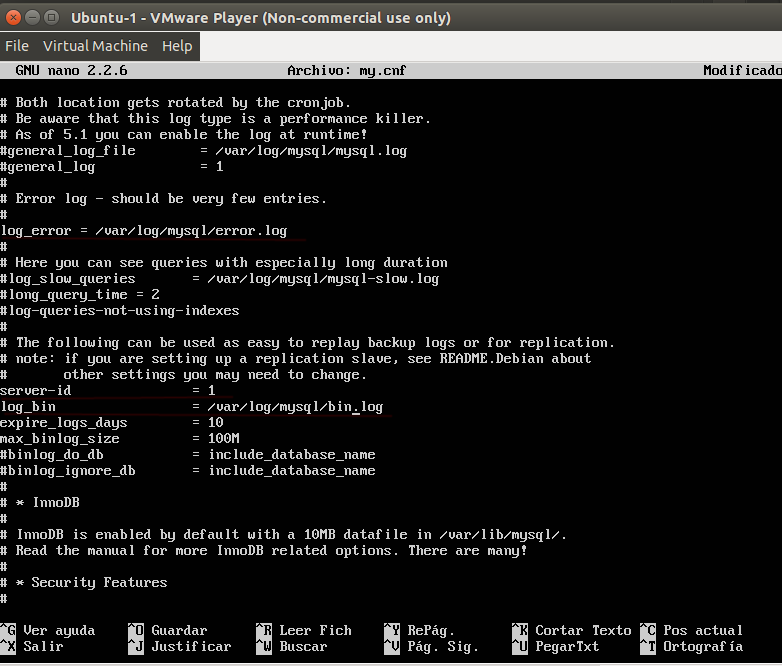 Ubuntu-1 - VMware Player (Non-commercial use only)
File Virtual Machine Help
GNU nano 2.2.6 Archivo: my.cnf Modificado
# Both location gets rotated by the cronjob.
# Be aware that this log type is a performance killer.
# As of 5.1 you can enable the log at runtime!
#general_log_file = /var/log/mysql/mysql.log
#general_log = 1
#
# Error log - should be very few entries.
#
log_error = /var/log/mysql/error.log
#
# Here you can see queries with especially long duration
#log_slow_queries = /var/log/mysql/mysql-slow.log
#long_query_time = 2
#log-queries-not-using-indexes
#
# The following can be used as easy to replay backup logs or for replication.
# note: if you are setting up a replication slave, see README.Debian about
# other settings you may need to change.
server-id = 1
log_bin = /var/log/mysql/bin.log
expire_logs_days = 10
max_binlog_size = 100M
#binlog_do_db = include_database_name
#binlog_ignore_db = include_database_name
#
# * InnoDB
#
# InnoDB is enabled by default with a 10MB datafile in /var/lib/mysql/.
# Read the manual for more InnoDB related options. There are many!
#
# * Security Features
#
^G Ver ayuda ^O Guardar ^R Leer Fich ^Y RePág. ^K Cortar Texto ^C Pos actual
^X Salir ^J Justificar ^W Buscar ^V Pág. Sig. ^U PegarTxt ^T Ortografía